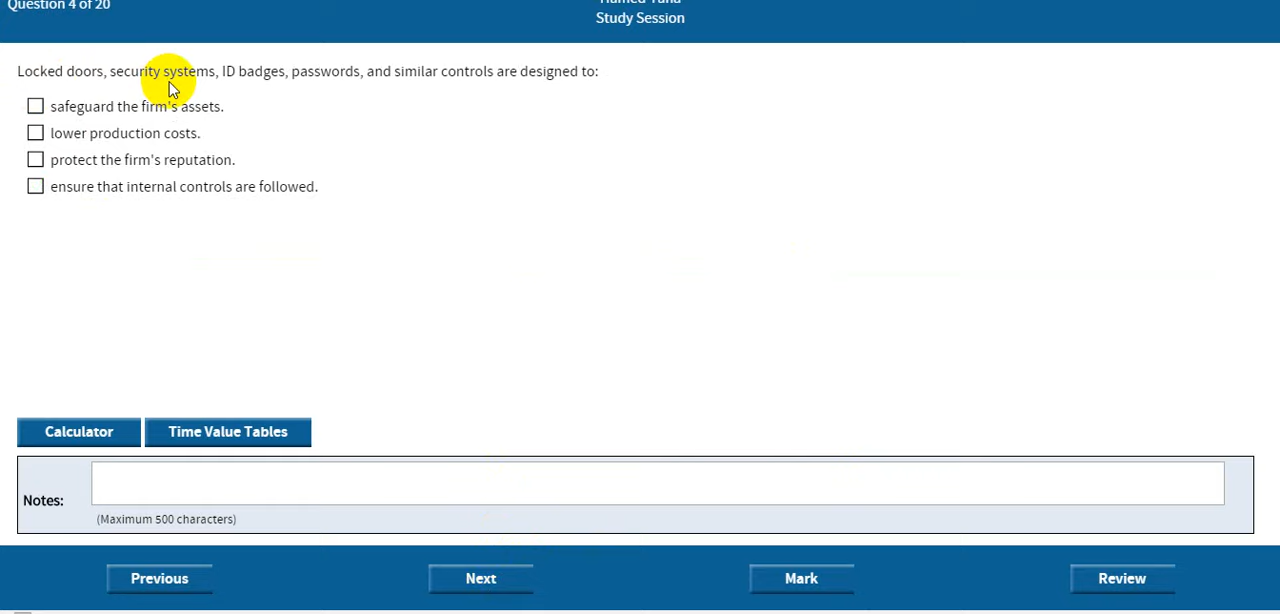 Question 4 of 20
Study Session
Locked doors, security systems, ID badges, passwords, and similar controls are designed to:
safeguard the firm's assets.
lower production costs.
protect the firm's reputation.
ensure that internal controls are followed.
Calculator
Time Value Tables
Notes:
(Maximum 500 characters)
Previous
Next
Mark
Review